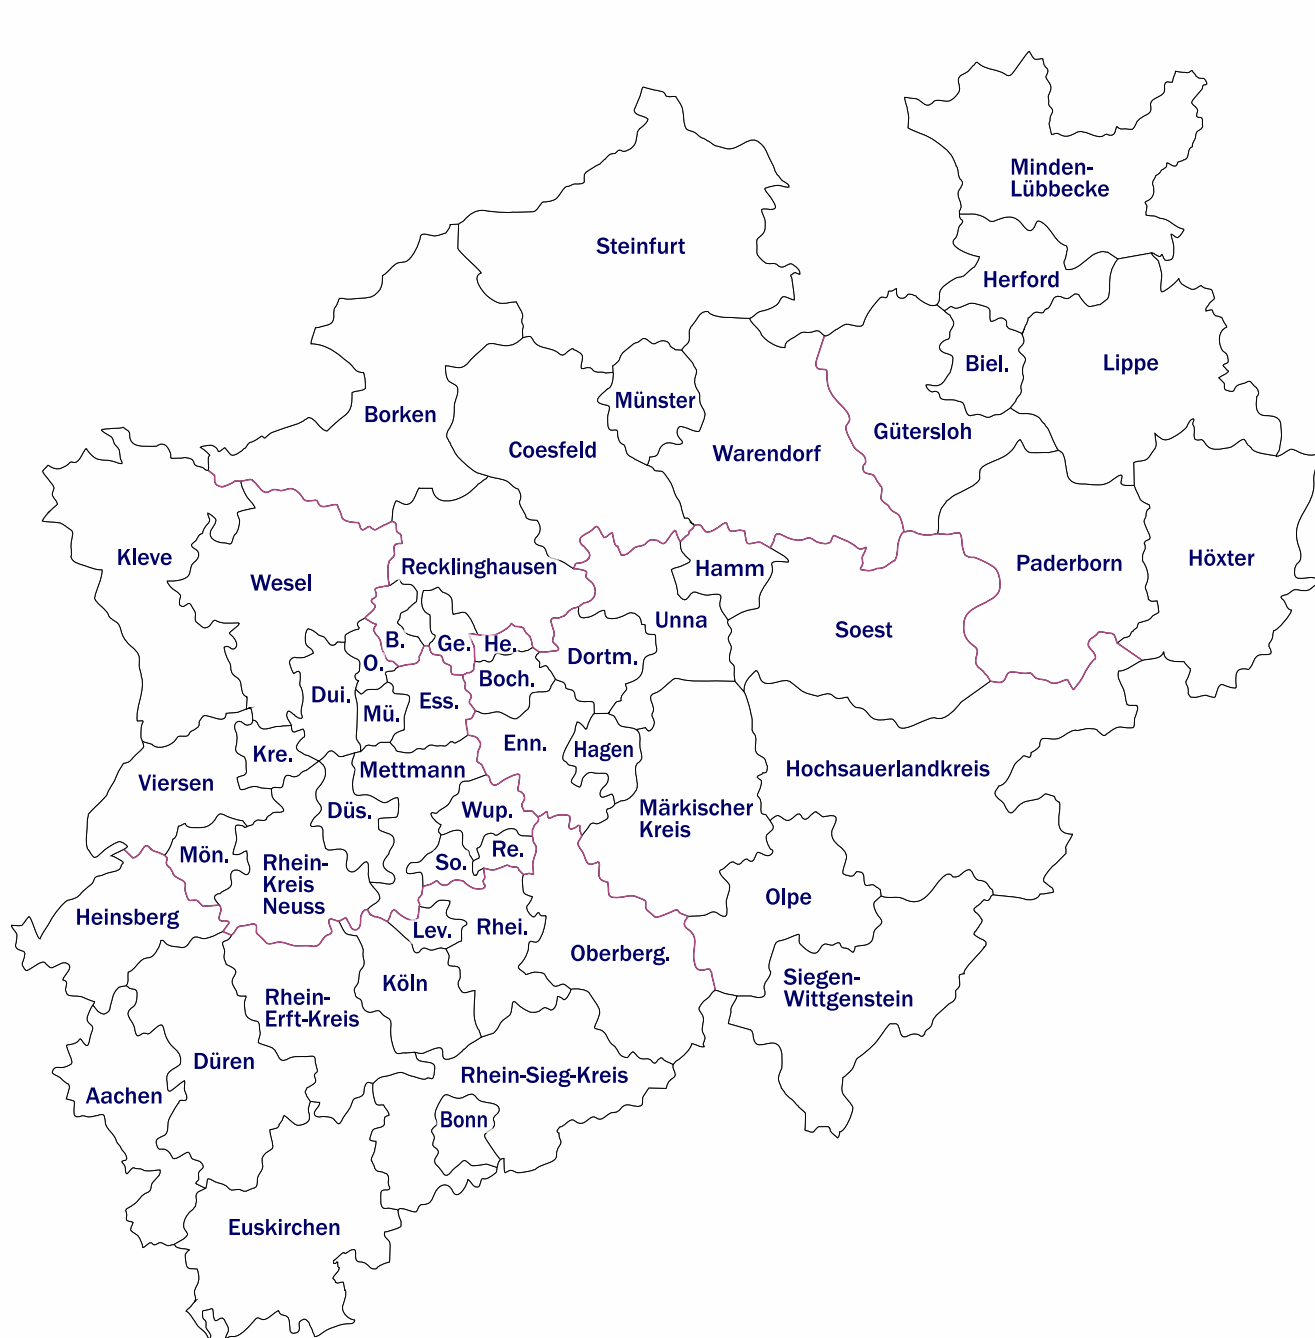 Minden-
Lübbecke
Steinfurt
Herford
Biel.
Lippe
Münster
Borken
Gütersloh
Coesfeld
Warendorf
Kleve
Wesel
Recklinghausen
Hamm
Paderborn
Höxter
Unna
Soest
B.
Ge.
He.
O.
Dortm.
Boch.
Dui.
Ess.
Mü.
Enn.
Hagen
Kre.
Mettmann
Hochsauerlandkreis
Viersen
Düs.
Wup.
Märkischer
Kreis
Mön.
Rhein-
Kreis
Neuss
So.
Re.
Olpe
Heinsberg
Lev.
Rhei.
Oberberg.
Köln
Siegen-
Wittgenstein
Rhein-
Erft-Kreis
Düren
Rhein-Sieg-Kreis
Aachen
Bonn
Euskirchen